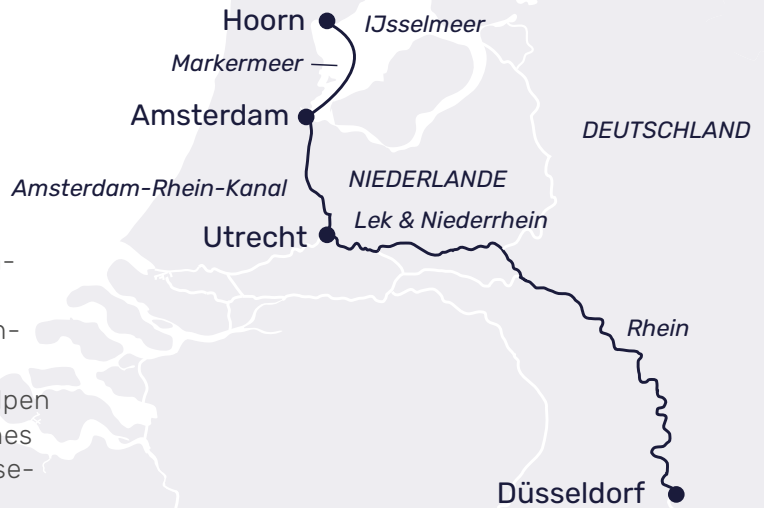 Hoorn
IJsselmeer
Markermeer
Amsterdam
DEUTSCHLAND
Amsterdam-Rhein-Kanal
NIEDERLANDE
Lek & Niederrhein
Utrecht
Rhein
Düsseldorf